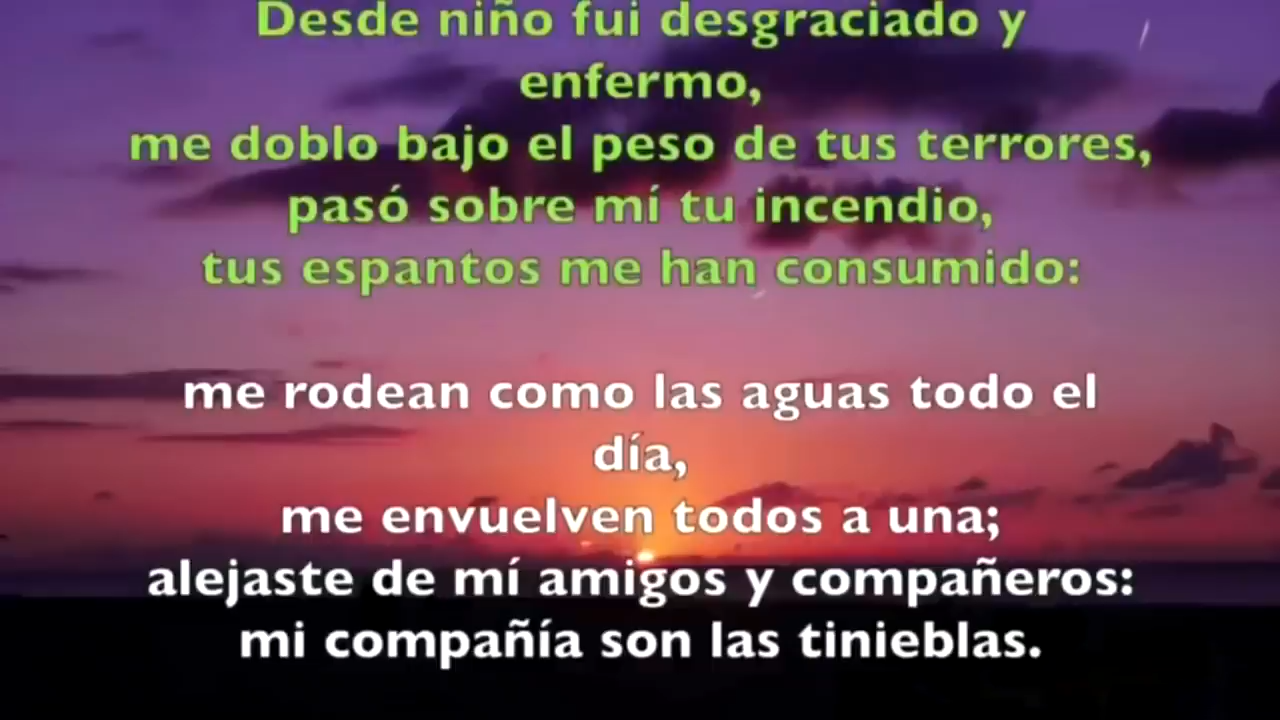 Desde niño fui desgraciado y
enfermo,
me doblo bajo el peso de tus terrores,
pasó sobre mí tu incendio,
tus espantos me han consumido:
me rodean como las aguas todo el
día,
me envuelven todos a una;
alejaste de mí amigos y compañeros:
mi compañía son las tinieblas.